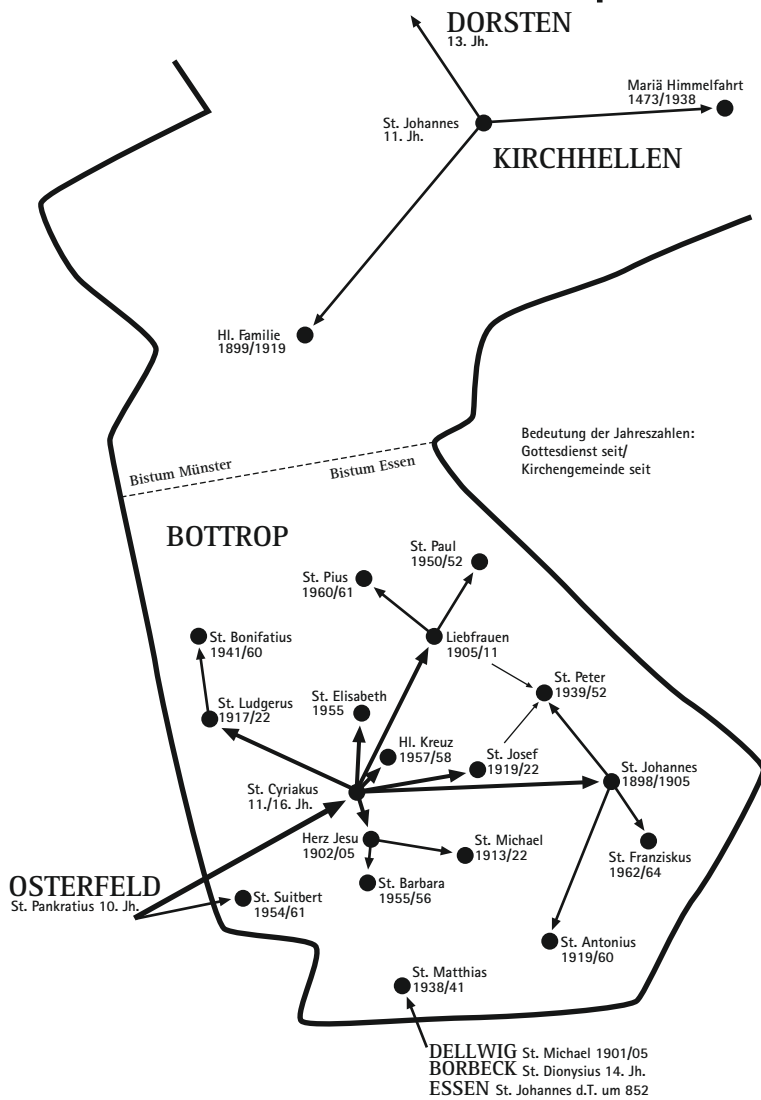 DORSTEN
13. Jh.
Mariä Himmelfahrt
1473/1938
St. Johannes
11. Jh.
KIRCHHELLEN
Hl. Familie
1899/1919
Bedeutung der Jahreszahlen:
Gottesdienst seit/
Kirchengemeinde seit
Bistum Münster
Bistum Essen
BOTTROP
St. Paul
1950/52
St. Pius
1960/61
St. Bonifatius
1941/60
Liebfrauen
1905/11
St. Peter
1939/52
St. Elisabeth
1955
St. Ludgerus
1917/22
Hl. Kreuz
1957/58
St. Josef
1919/22
St. Johannes
1898/1905
St. Cyriakus
11./16. Jh.
Herz Jesu
1902/05
St. Michael
1913/22
St. Franziskus
1962/64
OSTERFELD
St. Pankratius 10. Jh.
St. Barbara
1955/56
St. Suitbert
1954/61
St. Antonius
1919/60
St. Matthias
1938/41
DELLWIG St. Michael 1901/05
BORBECK St. Dionysius 14. Jh.
ESSEN St. Johannes d.T. um 852